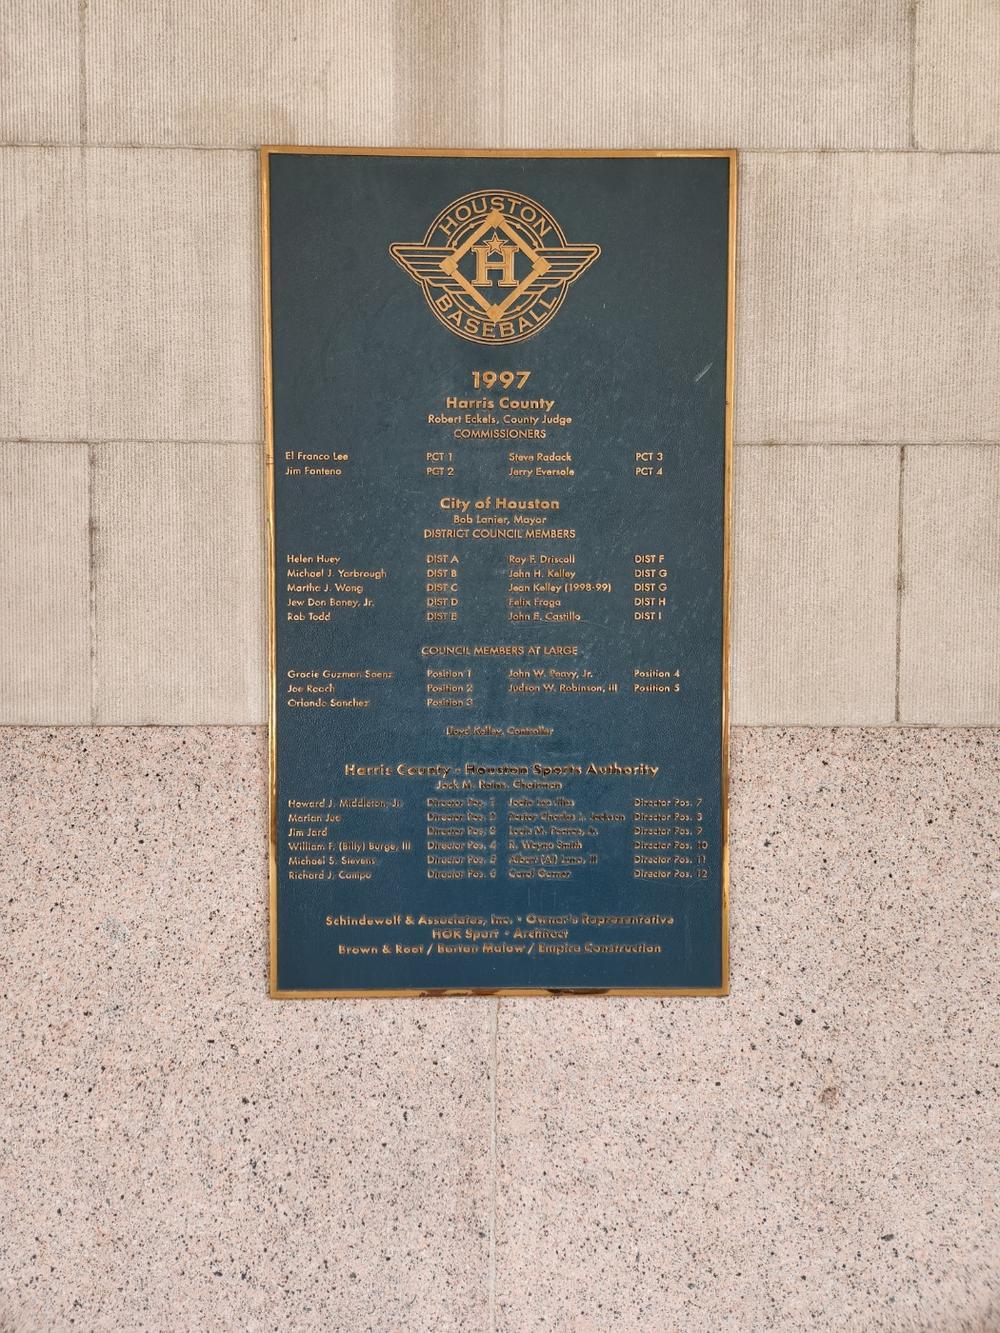 HOUSTON
H
BASEBALL
1997
Harris County
Robert Eckels, County Judge
COMMISSIONERS
El Franco Lee PCT 1 Steve Radack PCT 3
Jim Fonteno PCT 2 Jerry Eversole PCT 4
City of Houston
Bob Lanier, Mayor
DISTRICT COUNCIL MEMBERS
Helen Huey DIST A Ray F. Driscoll DIST F
Michael J. Yarbrough DIST B John H. Kelley DIST G
Martha J. Wong DIST C Jean Kelley (1998-99) DIST G
Jew Don Boney, Jr. DIST D Felix Fraga DIST H
Rob Todd DIST E John E. Castillo DIST I
COUNCIL MEMBERS AT LARGE
Gracie Guzman Saenz Position 1 John W. Peavy, Jr. Position 4
Joe Roach Position 2 Judson W. Robinson, III Position 5
Orlando Sanchez Position 3
Lloyd Kelley, Controller
Harris County - Houston Sports Authority
Jack M. Rains, Chairman
Howard J. Middleton, Jr. Director Pos. 1 Director Pos. 7
Marian Director Pos. 2 Pastor Charles L. Jackson Director Pos. 8
Jim Jard Director Pos. 3 Director Pos. 9
William F. (Billy) Burge, III Director Pos. 4 R. Wayne Smith Director Pos. 10
Michael S. Stevens Director Pos. 5 Director Pos. 11
Richard J. Campo Director Pos. 6 Carol Garner Director Pos. 12
Schindewolf & Associates, Inc. • Owner's Representative
HOK Sport • Architect
Brown & Root / Barton Malow / Empire Construction